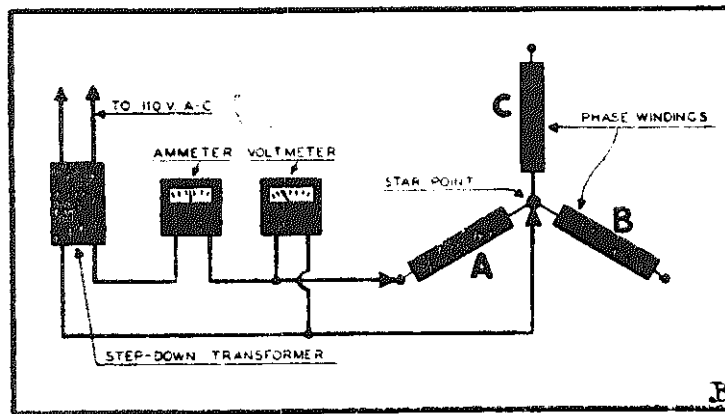 TO 110 V. A-C
AMMETER VOLTMETER
C
PHASE WINDINGS
STAR POINT
A
B
STEP-DOWN TRANSFORMER